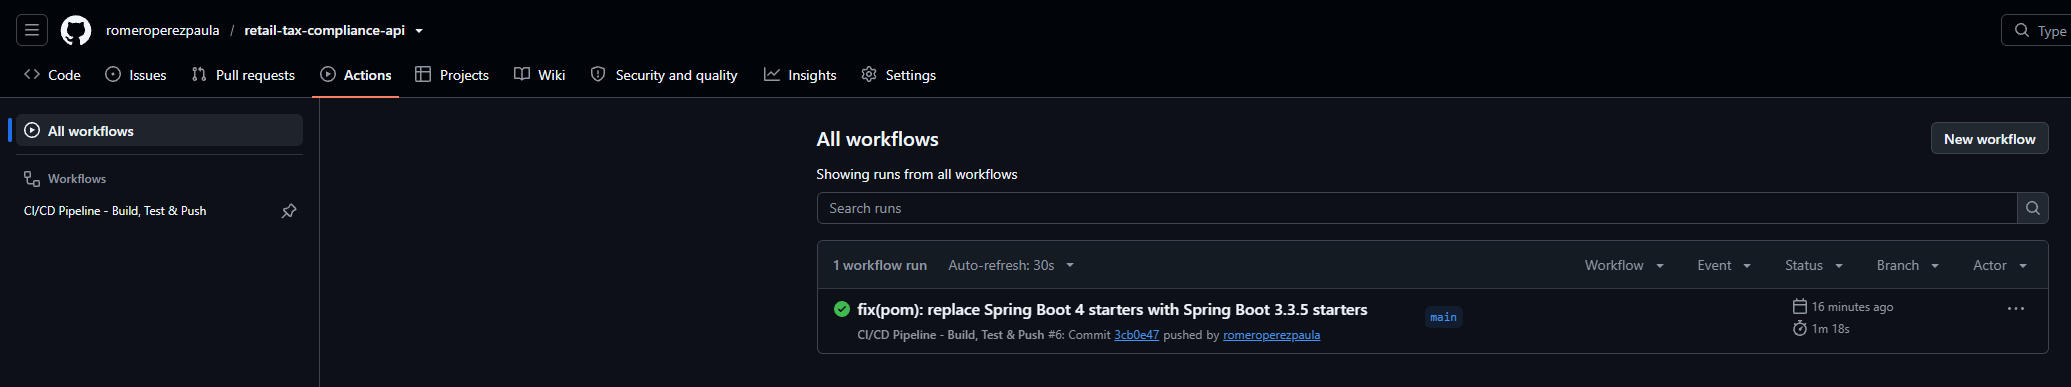 romeroperezpaula / retail-tax-compliance-api
Type
Code Issues Pull requests Actions Projects Wiki Security and quality Insights Settings
All workflows
Workflows
CI/CD Pipeline - Build, Test & Push
All workflows
New workflow
Showing runs from all workflows
Search runs
1 workflow run Auto-refresh: 30s Workflow Event Status Branch Actor
fix(pom): replace Spring Boot 4 starters with Spring Boot 3.3.5 starters
CI/CD Pipeline - Build, Test & Push #6: Commit 3cb0e47 pushed by romeroperezpaula
main
16 minutes ago
1m 18s